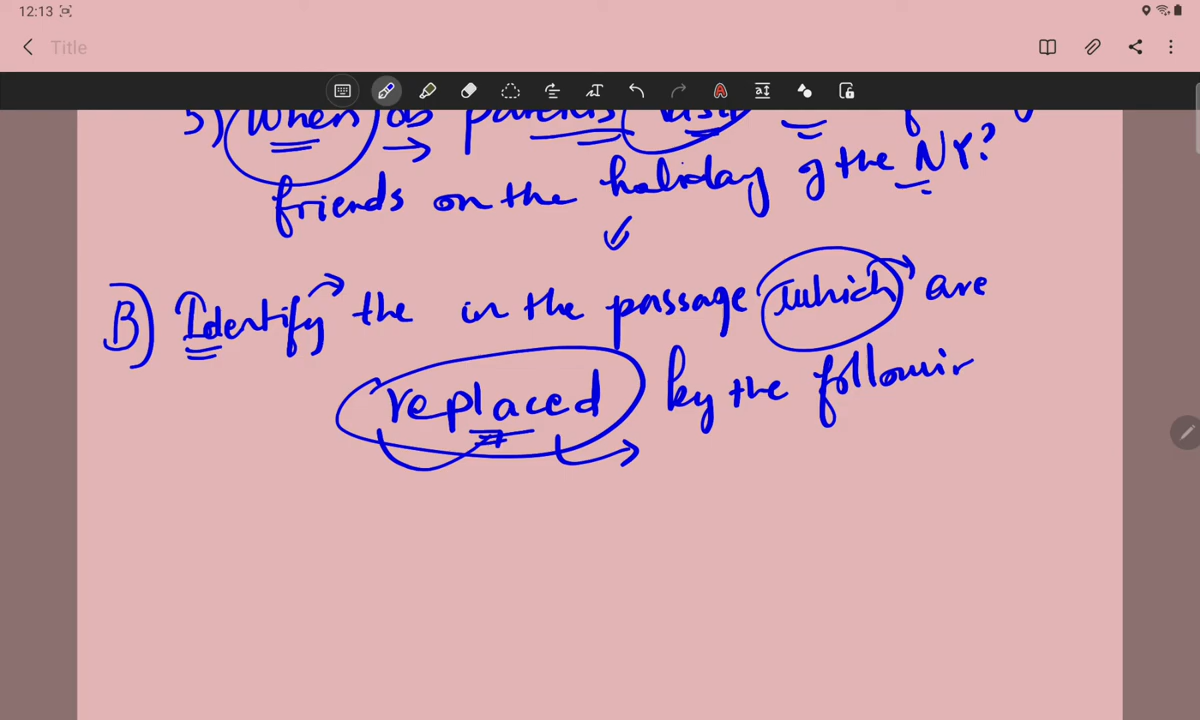 12:13
Title
5) When do parents visit
friends on the holiday of the NY?
B) Identify the in the passage which are
replaced by the followin